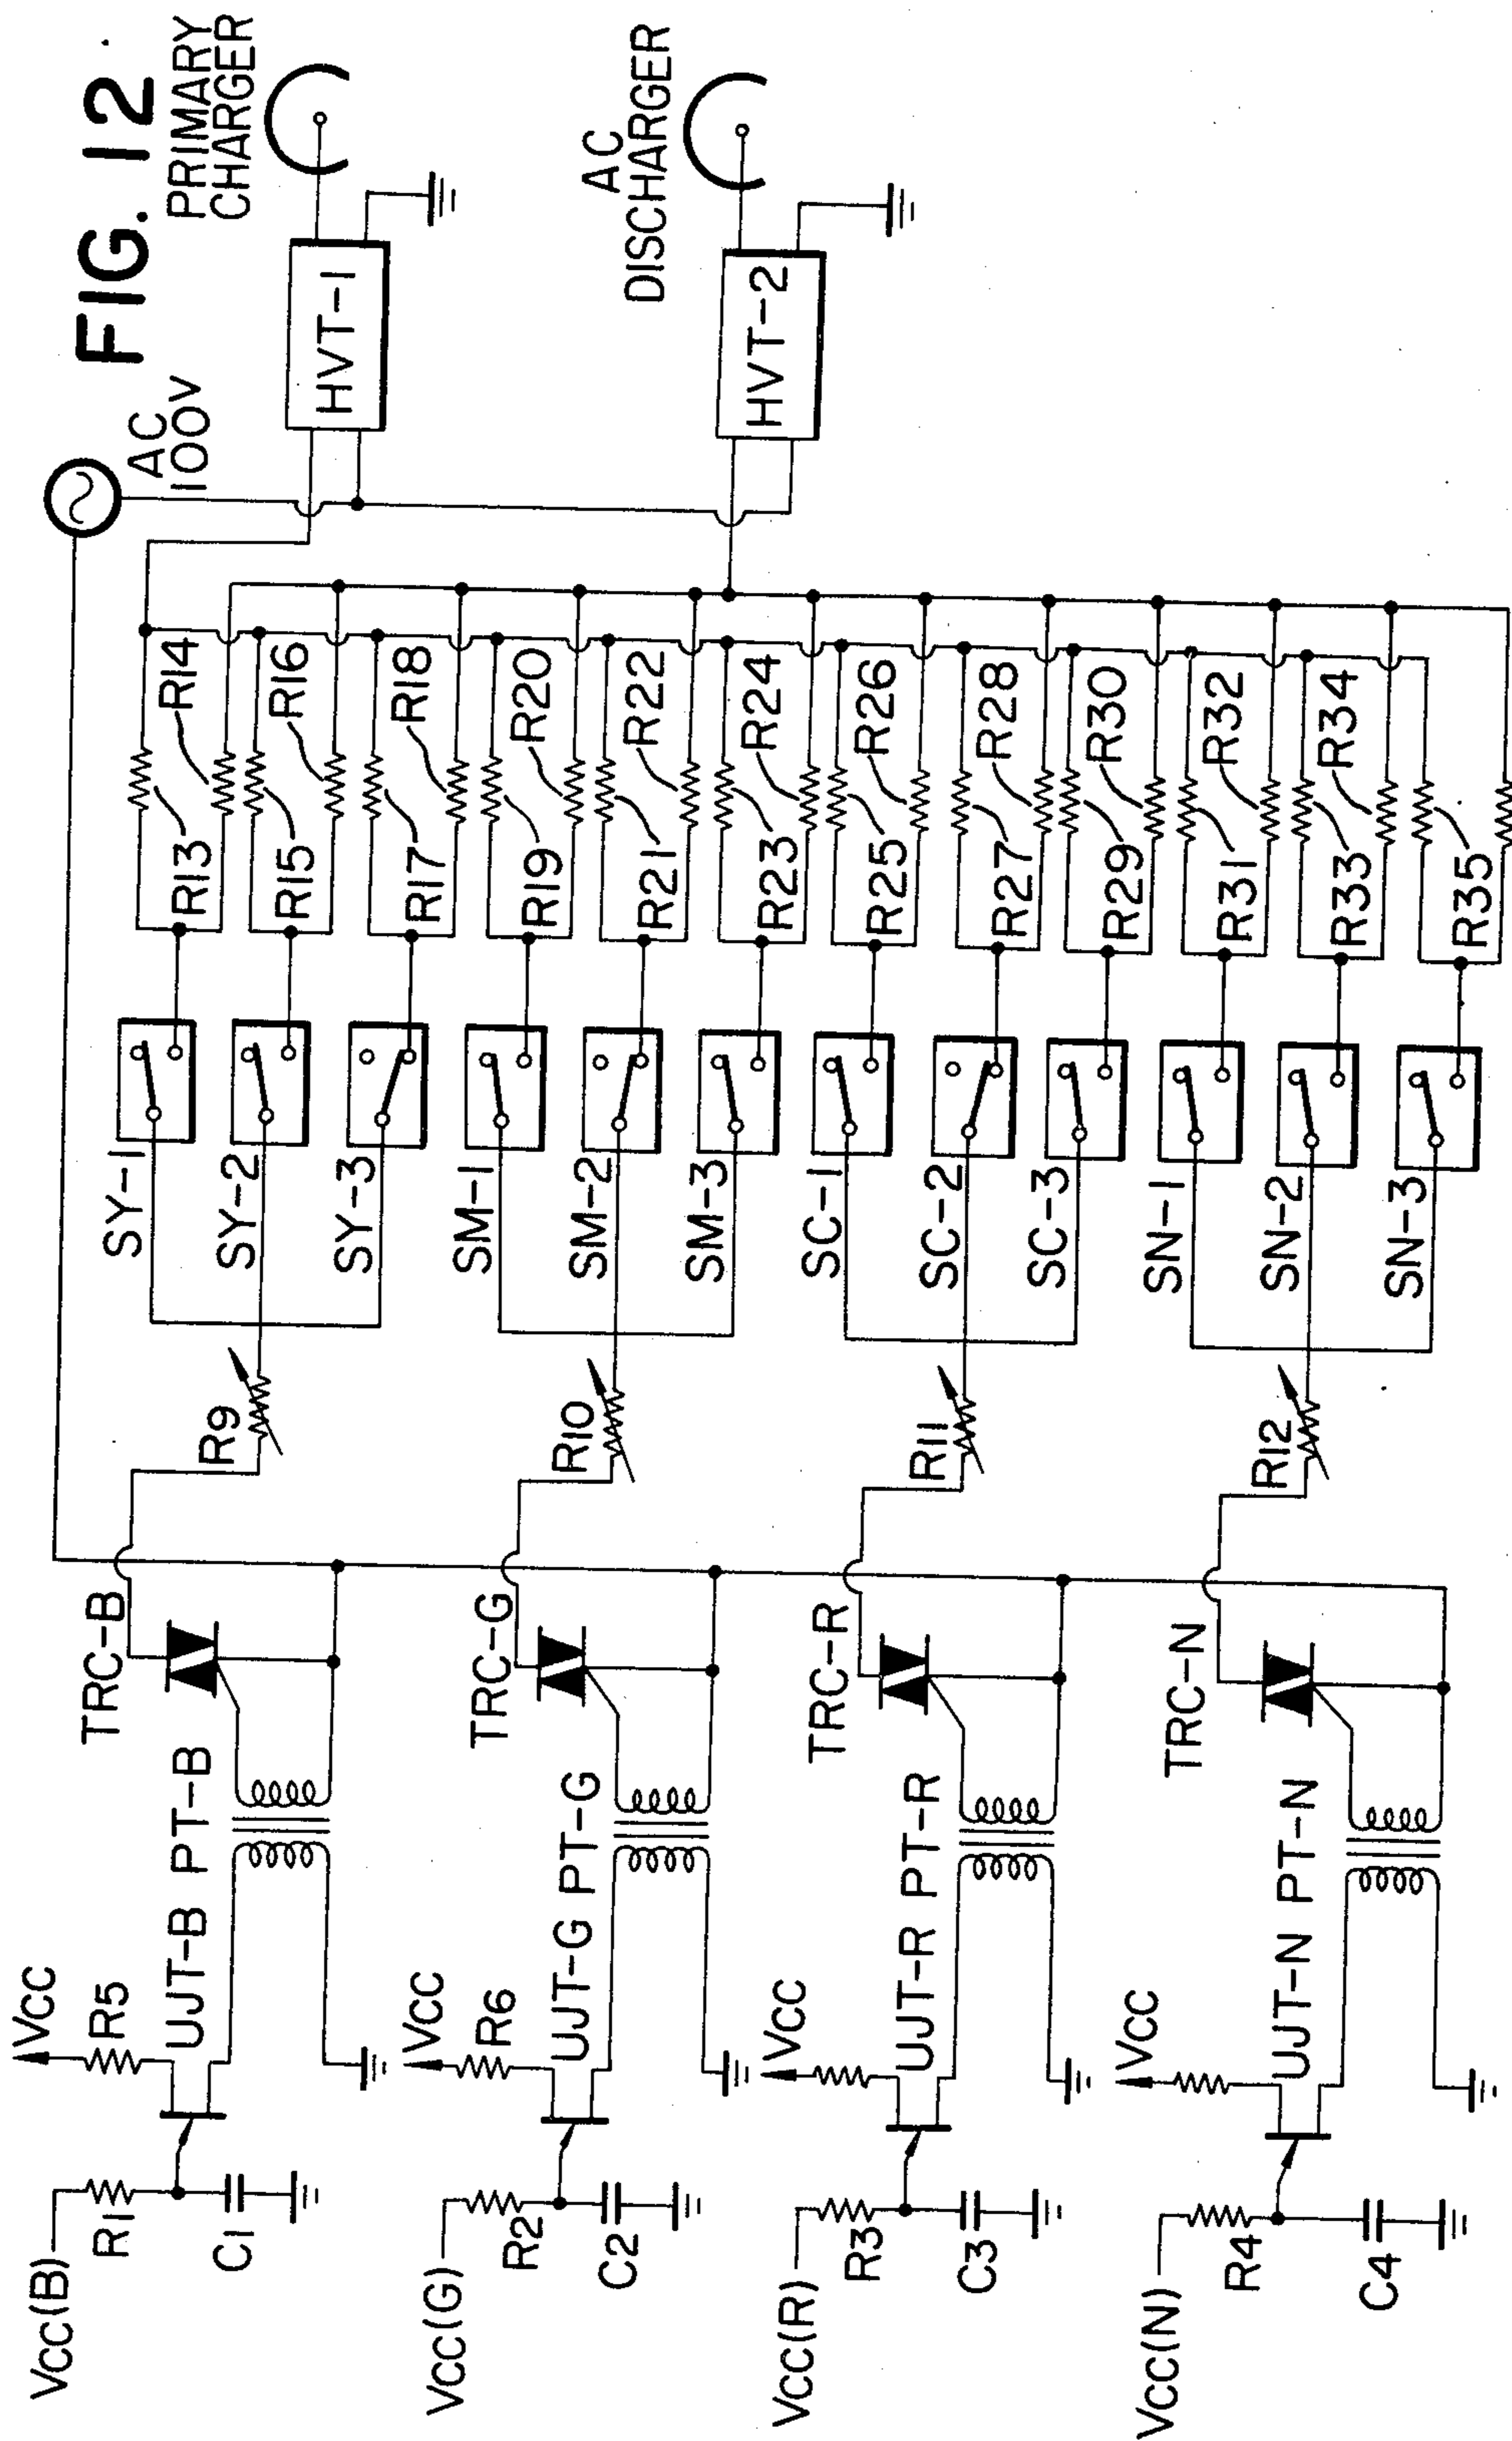 FIG. 12
PRIMARY
CHARGER
AC
DISCHARGER
AC
100V
HVT-1
HVT-2
R14
R16
R18
R20
R22
R24
R26
R28
R30
R32
R34
R13
R15
R17
R19
R21
R23
R25
R27
R29
R31
R33
R35
SY-1
SY-2
SY-3
SM-1
SM-2
SM-3
SC-1
SC-2
SC-3
SN-1
SN-2
SN-3
R9
R10
R11
R12
TRC-B
TRC-G
TRC-R
TRC-N
UJT-B PT-B
UJT-G PT-G
UJT-R PT-R
UJT-N PT-N
VCC
R5
VCC
R6
VCC
VCC
VCC(B)
R1
C1
VCC(G)
R2
C2
VCC(R)
R3
C3
VCC(N)
R4
C4